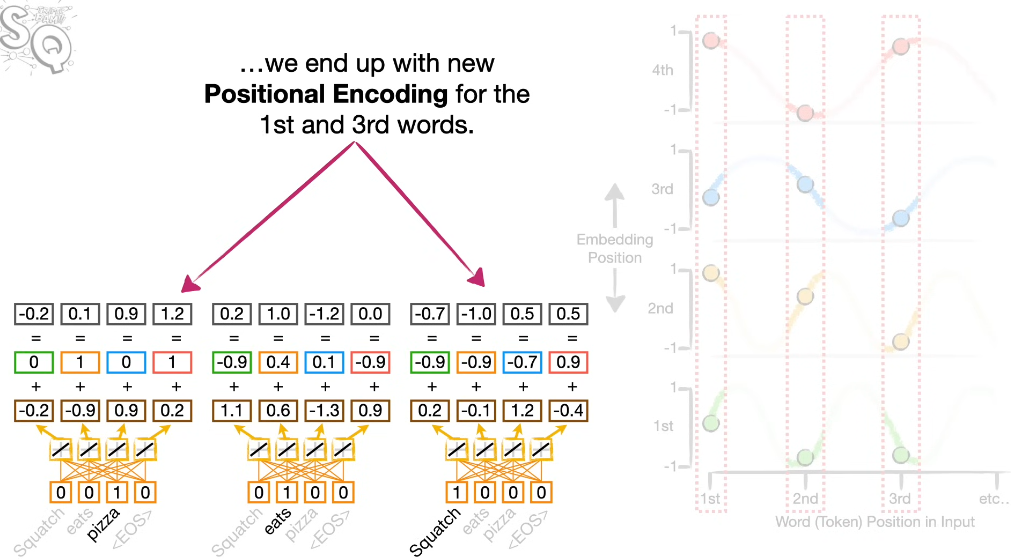 SQ
…we end up with new
Positional Encoding for the
1st and 3rd words.
-0.2 0.1 0.9 1.2 0.2 1.0 -1.2 0.0 -0.7 -1.0 0.5 0.5
= = = = = = = = = = = =
0 1 0 1 -0.9 0.4 0.1 -0.9 -0.9 -0.9 -0.7 0.9
+ + + + + + + + + + + +
-0.2 -0.9 0.9 0.2 1.1 0.6 -1.3 0.9 0.2 -0.1 1.2 -0.4
0 0 1 0 0 1 0 0 1 0 0 0
Squatch eats pizza <EOS> Squatch eats pizza <EOS> Squatch eats pizza <EOS>
1
4th
-1
1
3rd
-1
Embedding
Position
1
2nd
-1
1
1st
-1
1st 2nd 3rd etc...
Word (Token) Position in Input